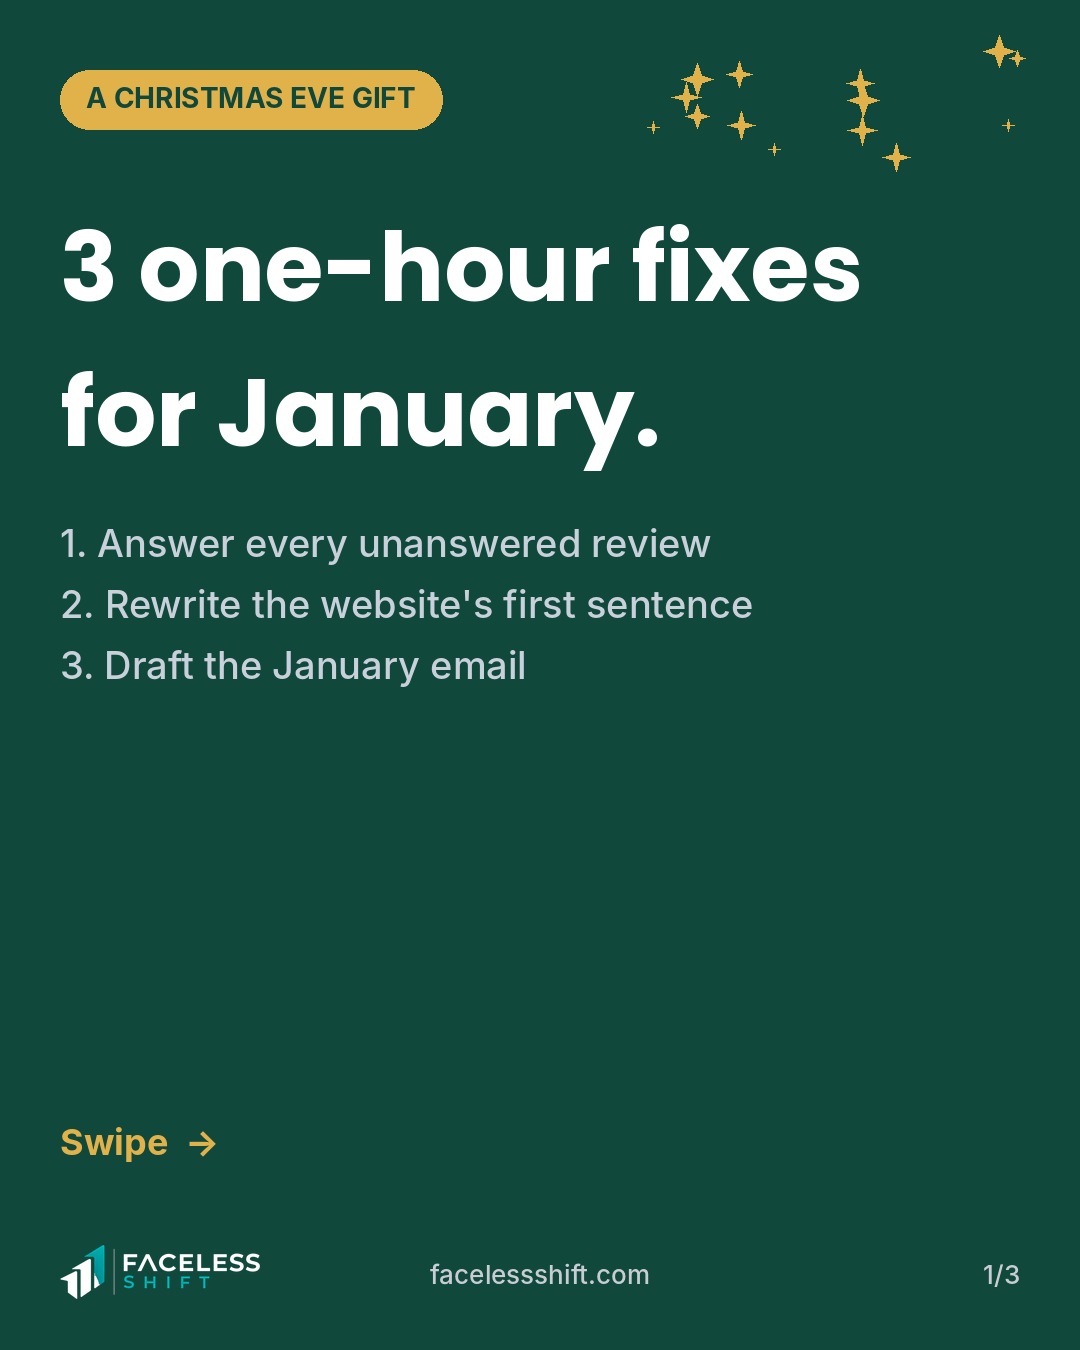 A CHRISTMAS EVE GIFT
3 one-hour fixes
for January.
1. Answer every unanswered review
2. Rewrite the website's first sentence
3. Draft the January email
Swipe →
FACELESS
SHIFT
facelessshift.com
1/3